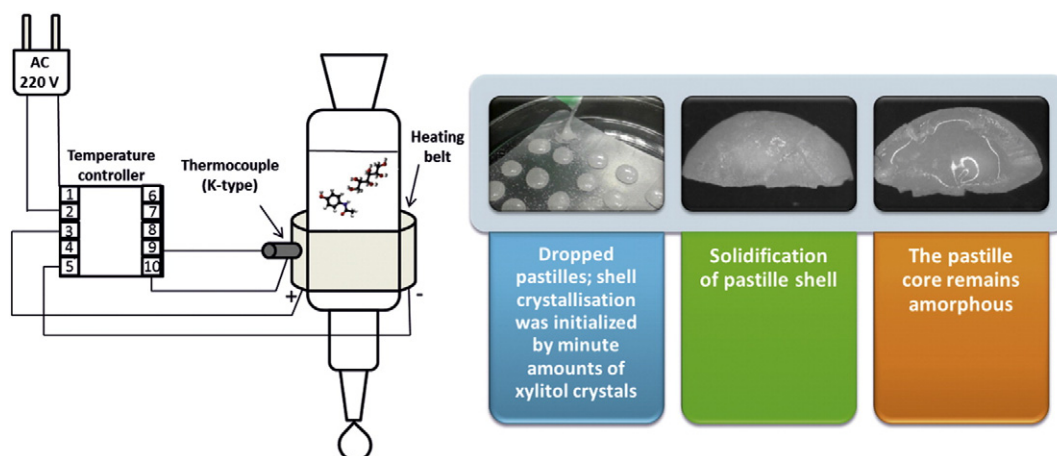 AC
220 V
Temperature
controller
1
2
3
4
5
6
7
8
9
10
Thermocouple
(K-type)
Heating
belt
+
-
Dropped
pastilles; shell
crystallisation
was initialized
by minute
amounts of
xylitol crystals
Solidification
of pastille shell
The pastille
core remains
amorphous